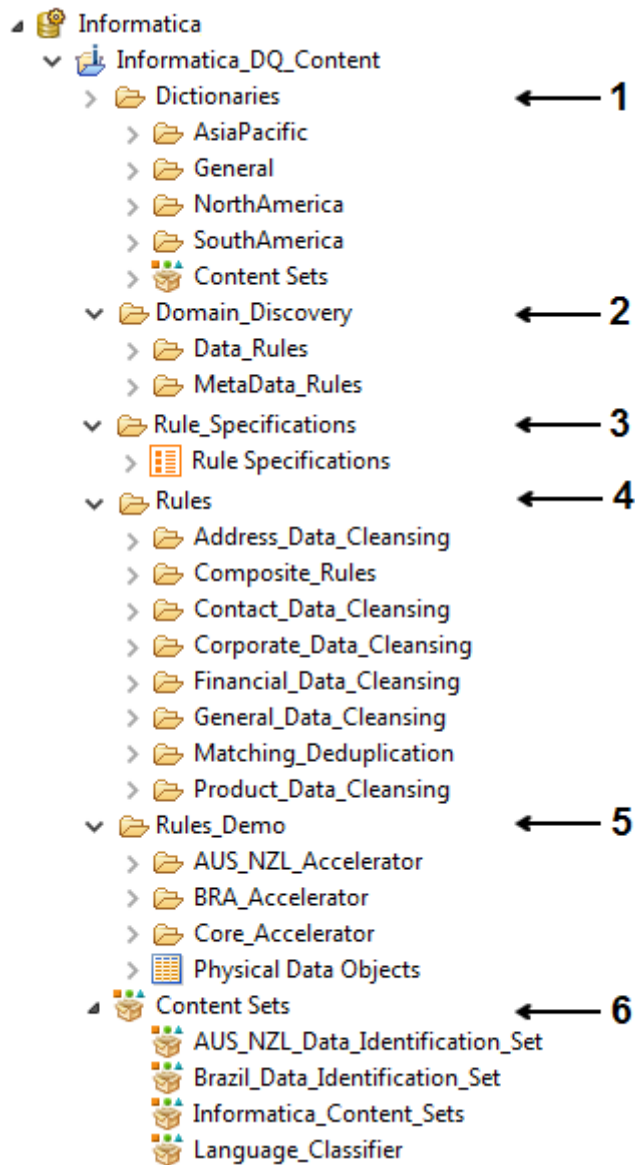 Informatica
Informatica_DQ_Content
Dictionaries 1
AsiaPacific
General
NorthAmerica
SouthAmerica
Content Sets
Domain_Discovery 2
Data_Rules
MetaData_Rules
Rule_Specifications 3
Rule Specifications
Rules 4
Address_Data_Cleansing
Composite_Rules
Contact_Data_Cleansing
Corporate_Data_Cleansing
Financial_Data_Cleansing
General_Data_Cleansing
Matching_Deduplication
Product_Data_Cleansing
Rules_Demo 5
AUS_NZL_Accelerator
BRA_Accelerator
Core_Accelerator
Physical Data Objects
Content Sets 6
AUS_NZL_Data_Identification_Set
Brazil_Data_Identification_Set
Informatica_Content_Sets
Language_Classifier